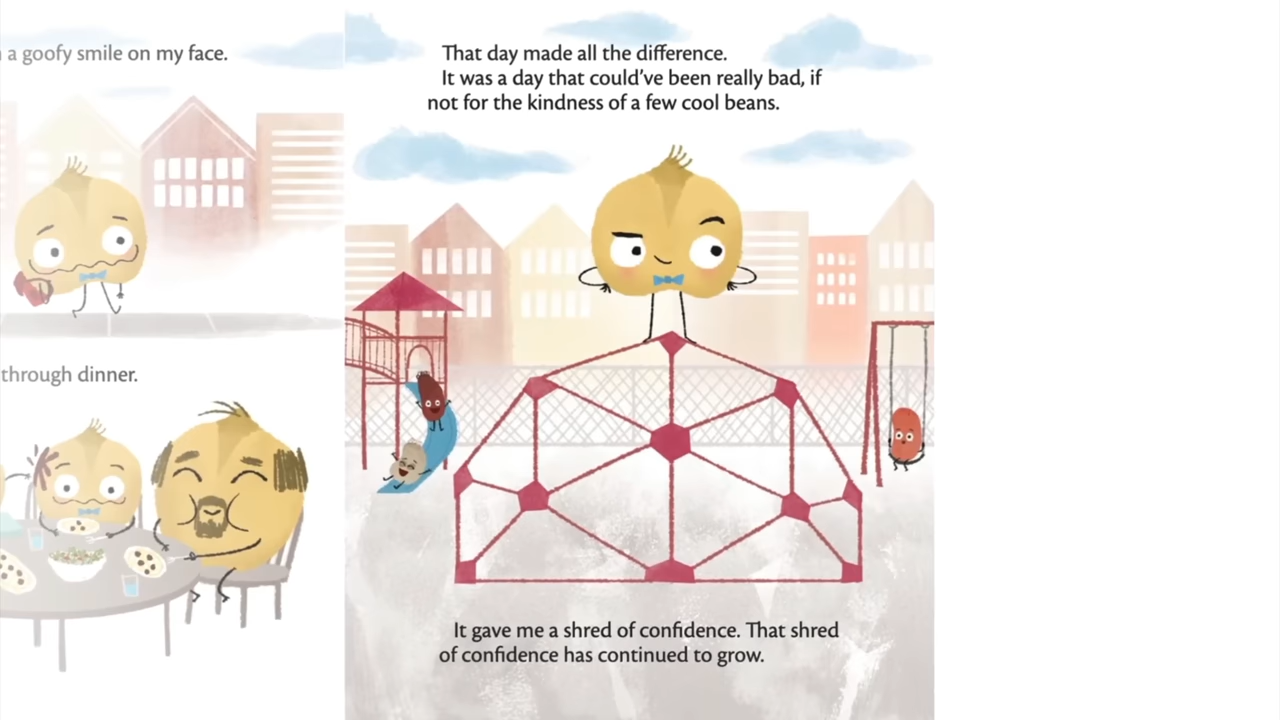 a goofy smile on my face.
through dinner.
That day made all the difference.
It was a day that could've been really bad, if
not for the kindness of a few cool beans.
It gave me a shred of confidence. That shred
of confidence has continued to grow.